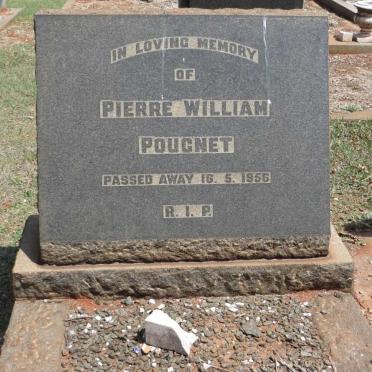 IN LOVING MEMORY
OF
PIERRE WILLIAM
POUGNET
PASSED AWAY 16. 5. 1956
R. I. P.